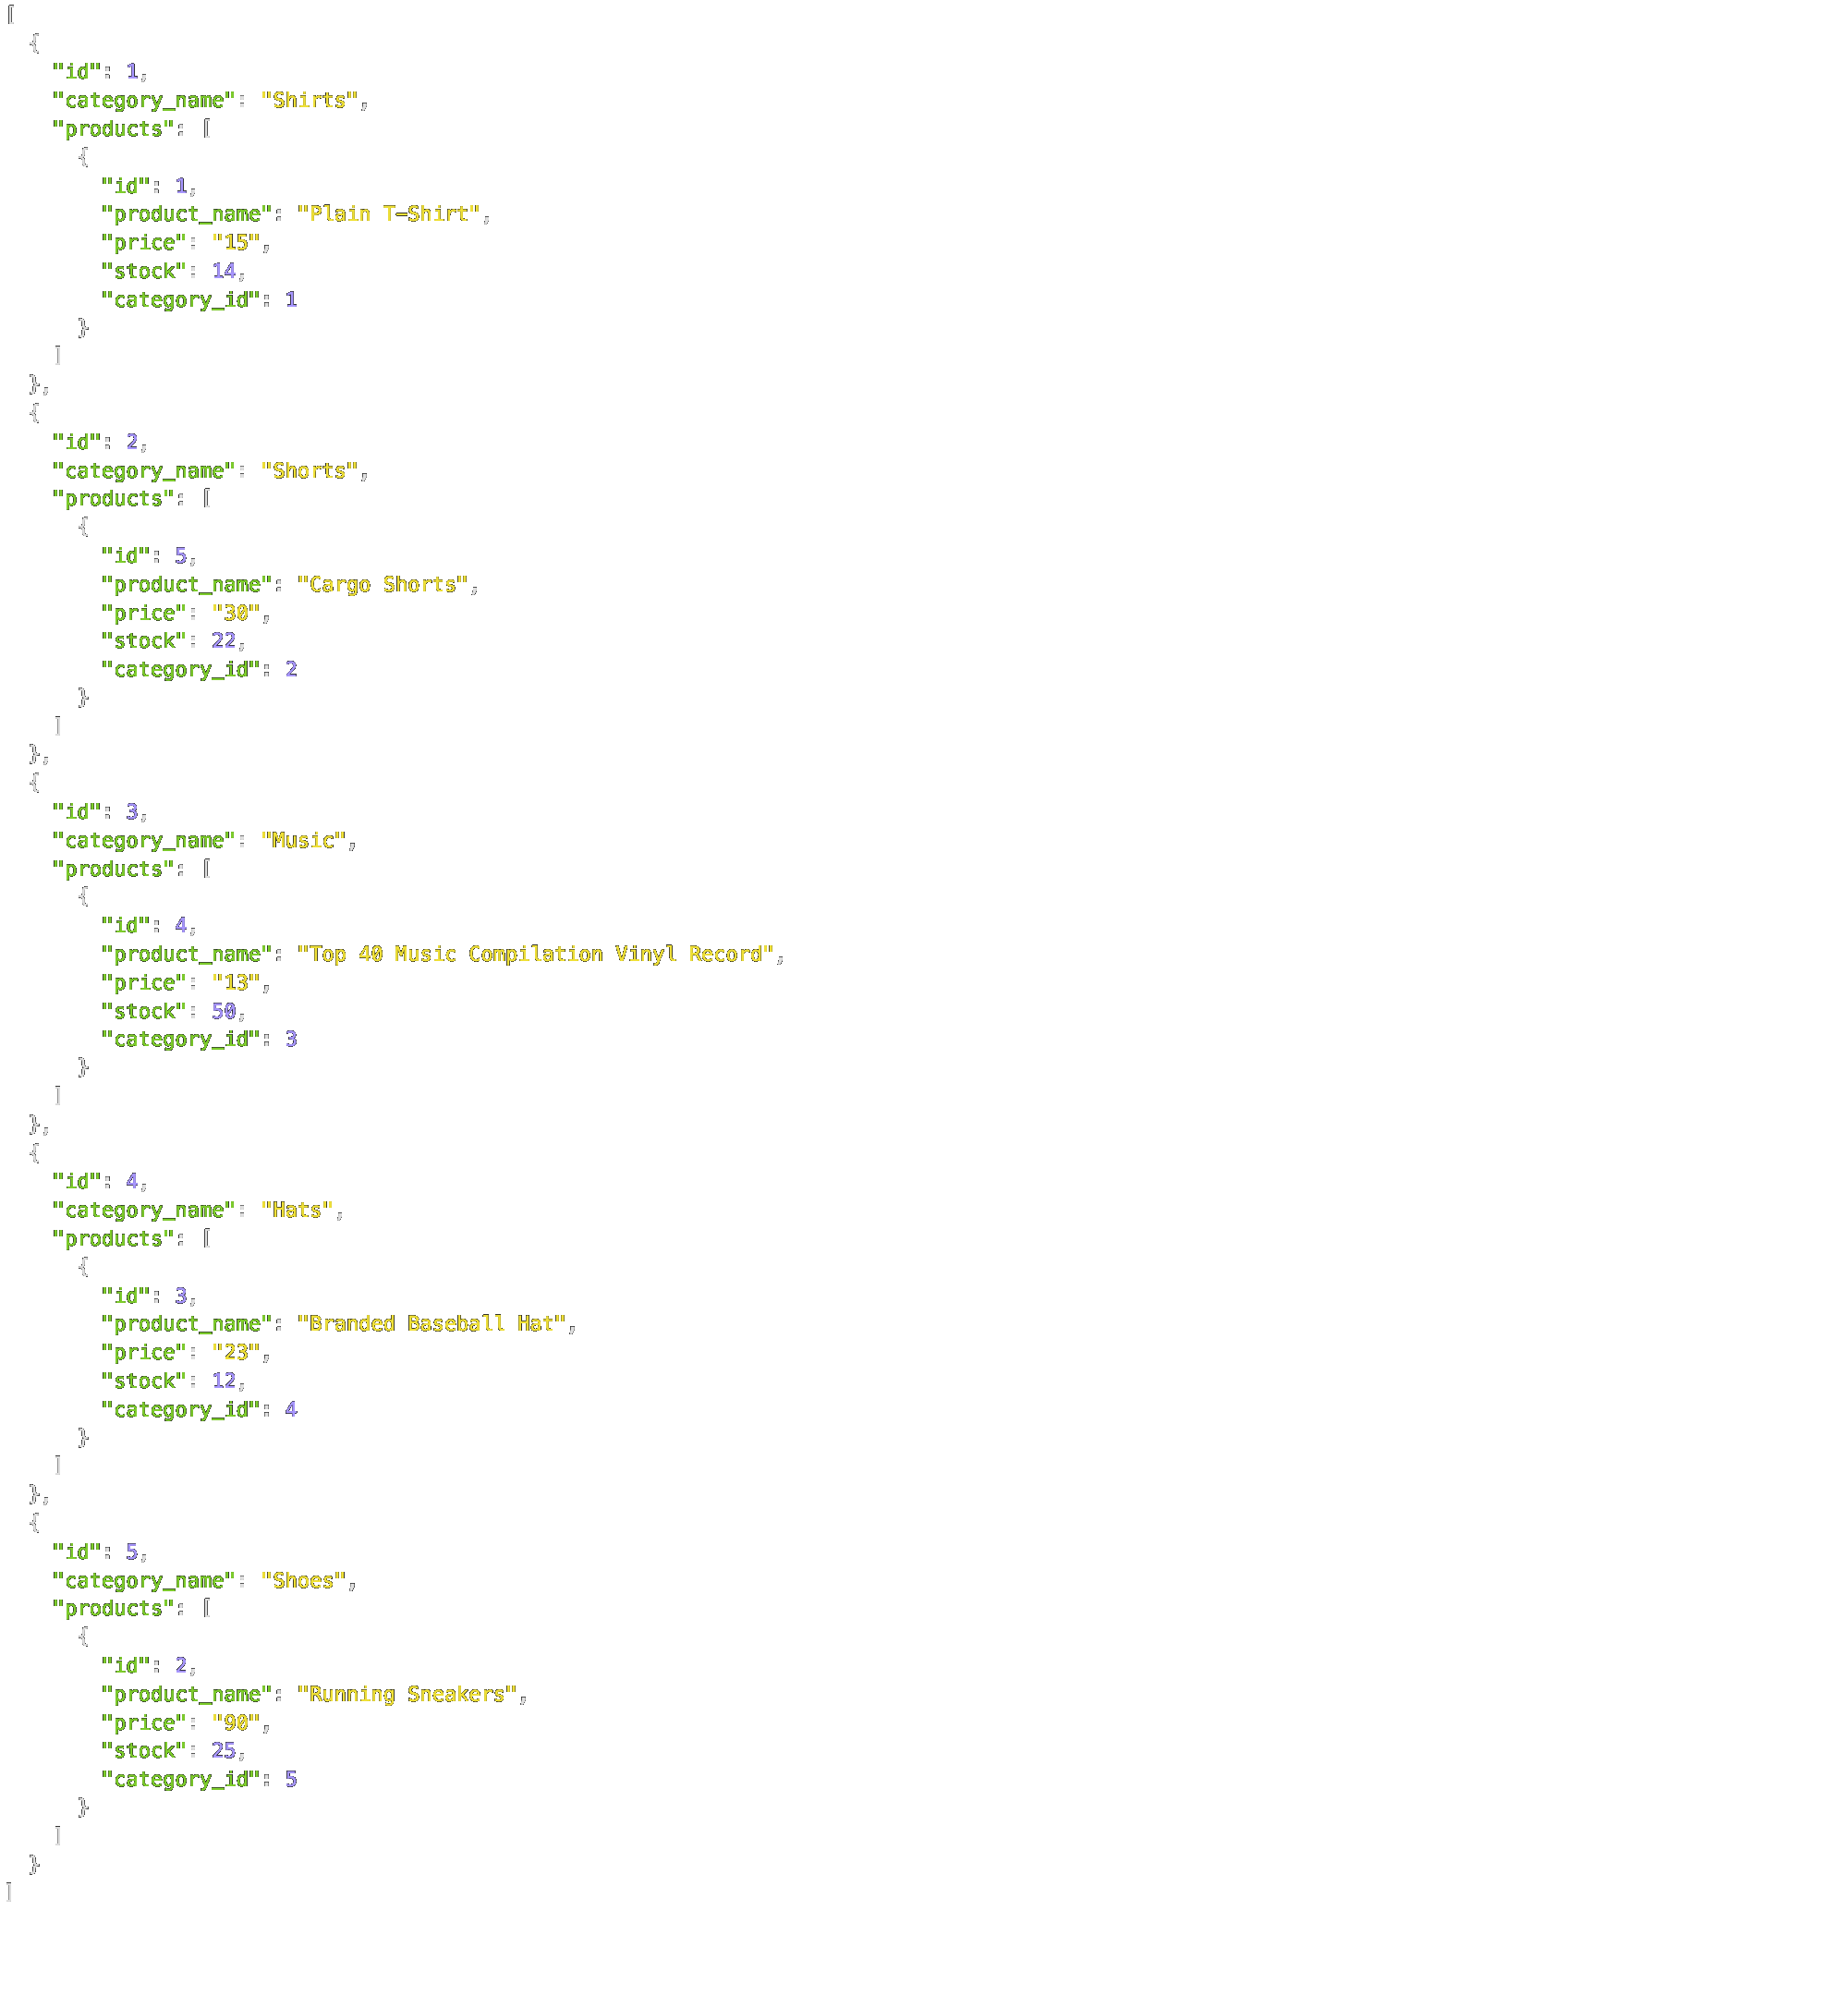 [
  {
    "id": 1,
    "category_name": "Shirts",
    "products": [
      {
        "id": 1,
        "product_name": "Plain T-Shirt",
        "price": "15",
        "stock": 14,
        "category_id": 1
      }
    ]
  },
  {
    "id": 2,
    "category_name": "Shorts",
    "products": [
      {
        "id": 5,
        "product_name": "Cargo Shorts",
        "price": "30",
        "stock": 22,
        "category_id": 2
      }
    ]
  },
  {
    "id": 3,
    "category_name": "Music",
    "products": [
      {
        "id": 4,
        "product_name": "Top 40 Music Compilation Vinyl Record",
        "price": "13",
        "stock": 50,
        "category_id": 3
      }
    ]
  },
  {
    "id": 4,
    "category_name": "Hats",
    "products": [
      {
        "id": 3,
        "product_name": "Branded Baseball Hat",
        "price": "23",
        "stock": 12,
        "category_id": 4
      }
    ]
  },
  {
    "id": 5,
    "category_name": "Shoes",
    "products": [
      {
        "id": 2,
        "product_name": "Running Sneakers",
        "price": "90",
        "stock": 25,
        "category_id": 5
      }
    ]
  }
]